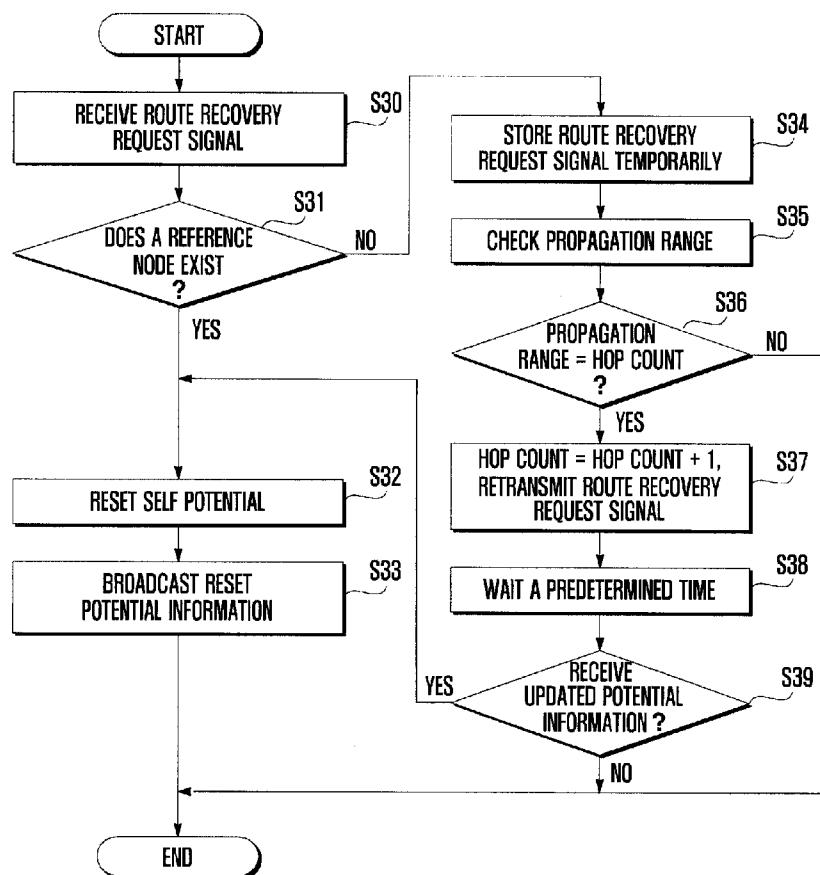 START
RECEIVE ROUTE RECOVERY
REQUEST SIGNAL
S30
DOES A REFERENCE
NODE EXIST
?
S31
NO
YES
RESET SELF POTENTIAL
S32
BROADCAST RESET
POTENTIAL INFORMATION
S33
STORE ROUTE RECOVERY
REQUEST SIGNAL TEMPORARILY
S34
CHECK PROPAGATION RANGE
S35
PROPAGATION
RANGE = HOP COUNT
?
S36
NO
YES
HOP COUNT = HOP COUNT + 1,
RETRANSMIT ROUTE RECOVERY
REQUEST SIGNAL
S37
WAIT A PREDETERMINED TIME
S38
RECEIVE
UPDATED POTENTIAL
INFORMATION ?
S39
YES
NO
END